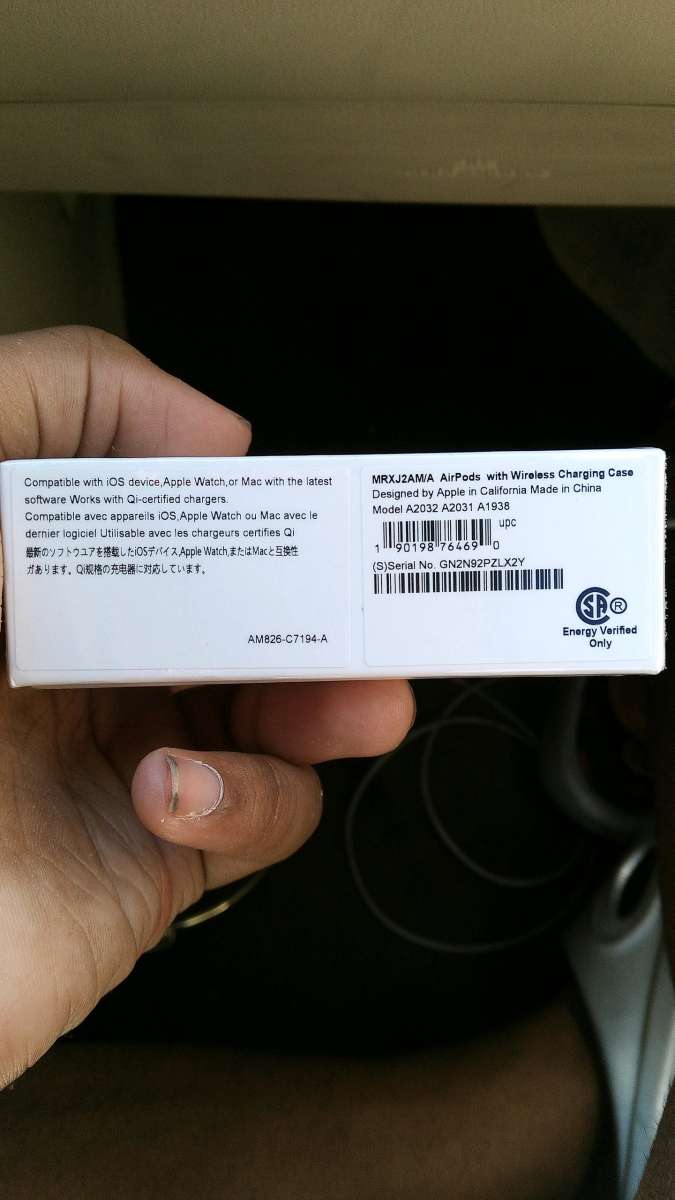 Compatible with iOS device,Apple Watch,or Mac with the latest
software Works with Qi-certified chargers.
Compatible avec appareils iOS,Apple Watch ou Mac avec le
dernier logiciel Utilisable avec les chargeurs certifies Qi
最新のソフトウエアを搭載したiOSデバイス,Apple Watch,またはMacと互換性
があります。Qi規格の充電器に対応しています。
AM826-C7194-A
MRXJ2AM/A AirPods with Wireless Charging Case
Designed by Apple in California Made in China
Model A2032 A2031 A1938
upc
1 90198 76469 0
(S)Serial No. GN2N92PZLX2Y
SA ®
Energy Verified
Only